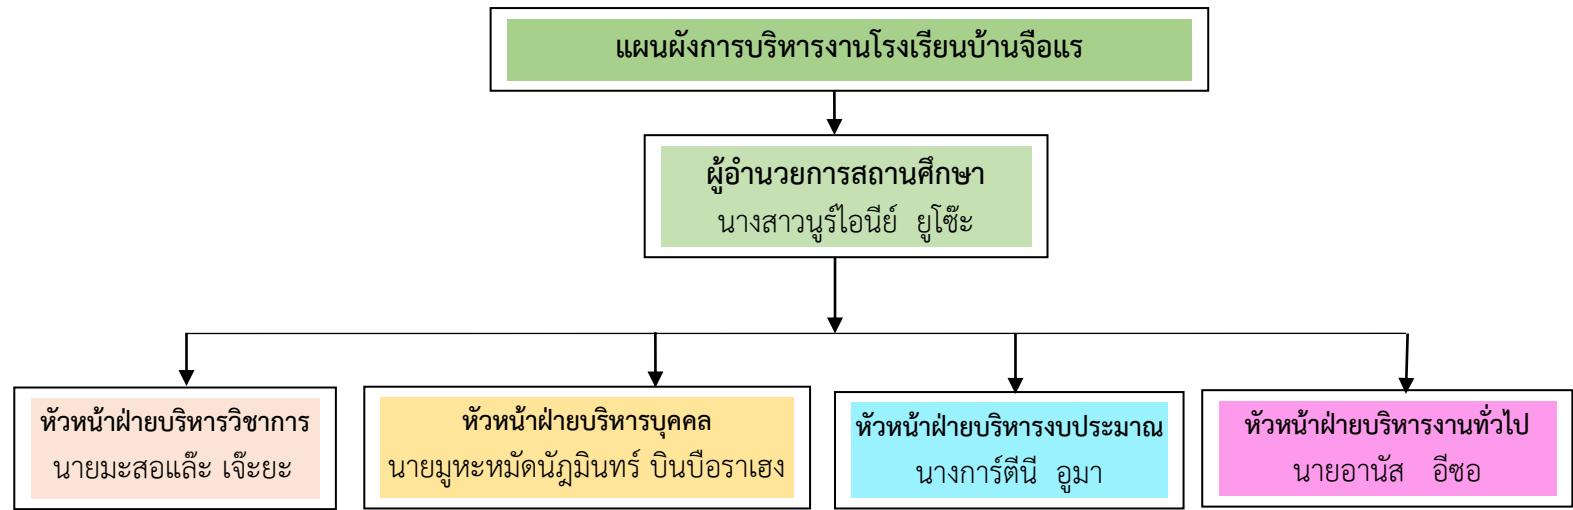 แผนผังการบริหารงานโรงเรียนบ้านจือแร
ผู้อำนวยการสถานศึกษา
นางสาวนูร์ไอนีย์ ยูโซ๊ะ
หัวหน้าฝ่ายบริหารวิชาการ
นายมะสอแล๊ะ เจ๊ะยะ
หัวหน้าฝ่ายบริหารบุคคล
นายมูหะหมัดนัฎมินทร์ บินบือราเฮง
หัวหน้าฝ่ายบริหารงบประมาณ
นางการ์ตีนี อูมา
หัวหน้าฝ่ายบริหารงานทั่วไป
นายอานัส อีซอ